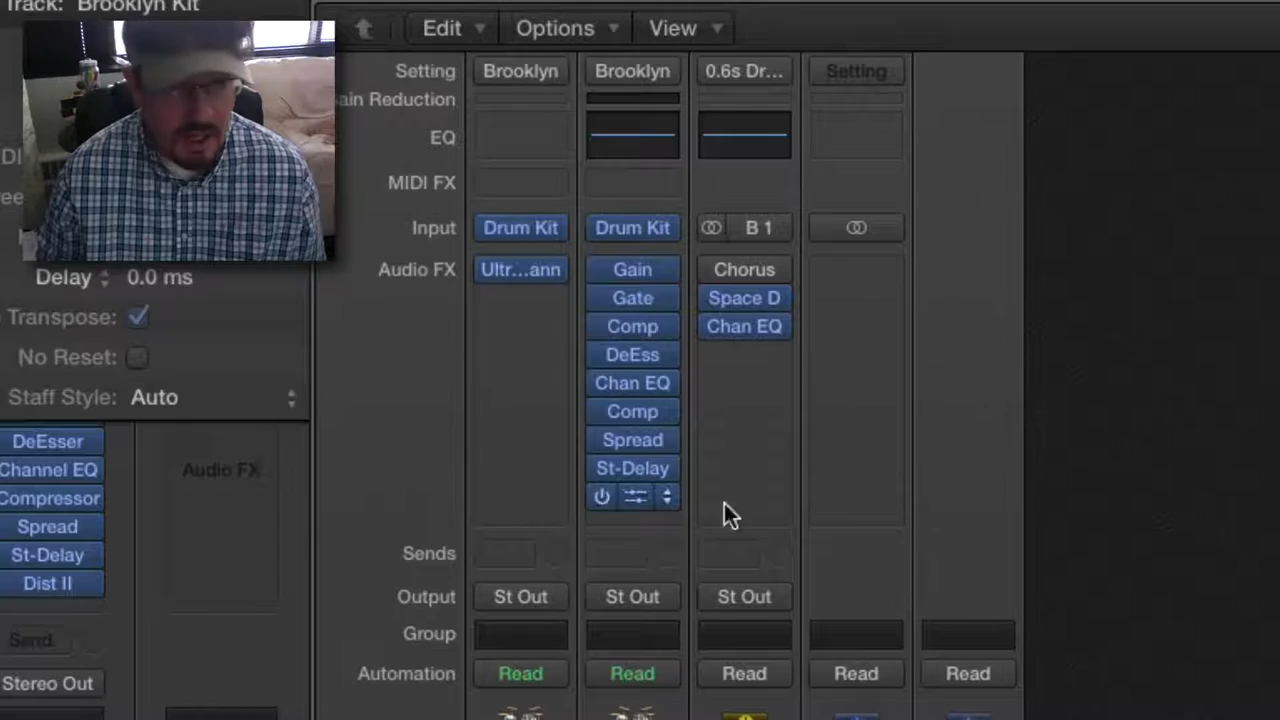 Track: Brooklyn Kit
Edit Options View
Setting Brooklyn Brooklyn 0.6s Dr... Setting
ain Reduction
EQ
MIDI FX
Input Drum Kit Drum Kit B 1
Audio FX Ultr...ann Gain Chorus
Gate Space D
Comp Chan EQ
DeEss
Chan EQ
Comp
Spread
St-Delay
Sends
Output St Out St Out St Out
Group
Automation Read Read Read Read Read
Delay 0.0 ms
Transpose:
No Reset:
Staff Style: Auto
DeEsser
Channel EQ Audio FX
Compressor
Spread
St-Delay
Dist II
Send
Stereo Out